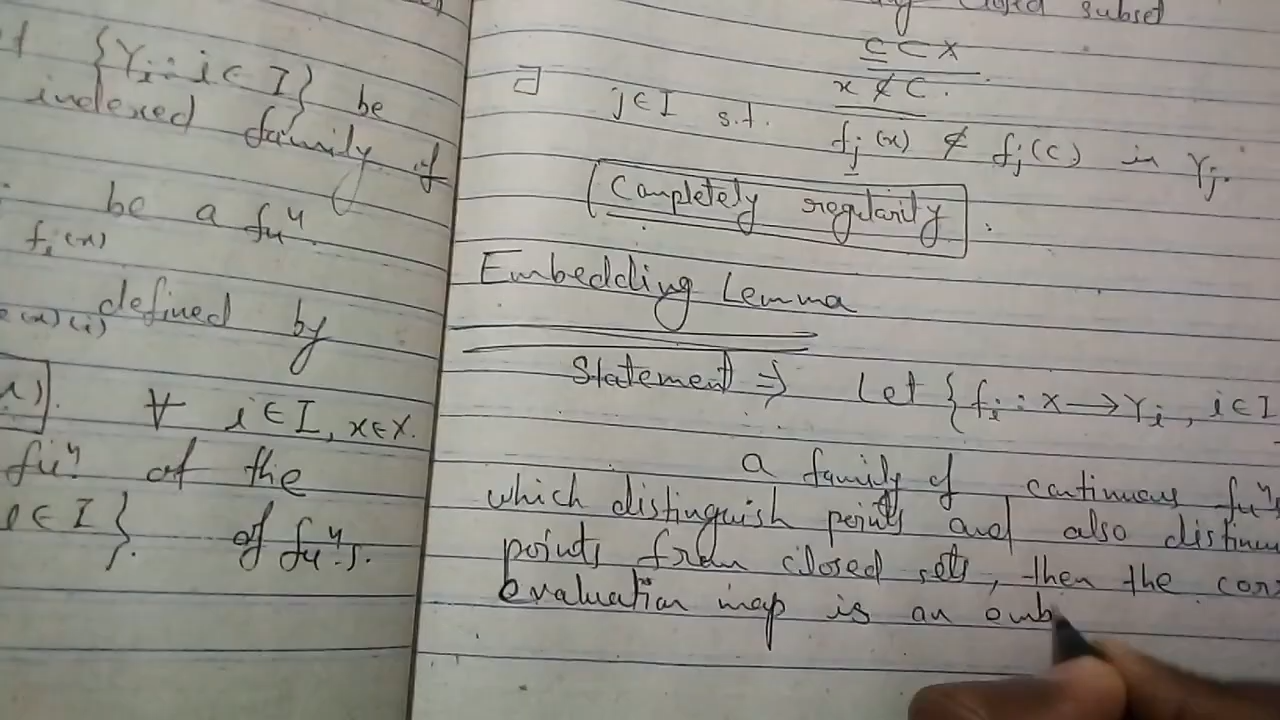 {Yᵢ : i ∈ I} be
indexed family of
be a fuⁿ.
fᵢ(x)
defined by
(x)(i)
∀ i∈I, x∈X.
fuⁿ of the
∈ I}. of fuⁿs.
closed subset
C ⊂ X
x ∉ C.
∃ j∈I s.t. fⱼ(x) ∉ fⱼ(C) in Yⱼ.
Completely regularity.
Embedding Lemma
Statement ⇒ Let {fᵢ : X → Yᵢ, i∈I
a family of continuous fuⁿ
which distinguish points and also distingu
points from closed sets, then the cor
evaluation map is an emb